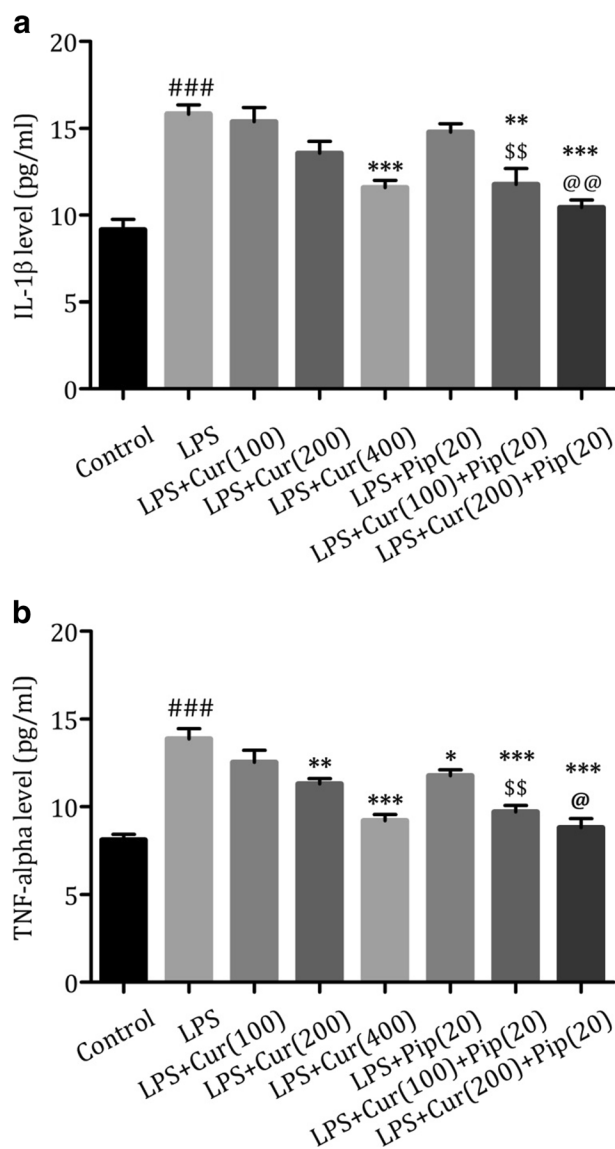 a
IL-1β level (pg/ml)
20
15
10
5
0
###
***
**
$$
***
@@
Control
LPS
LPS+Cur(100)
LPS+Cur(200)
LPS+Cur(400)
LPS+Pip(20)
LPS+Cur(100)+Pip(20)
LPS+Cur(200)+Pip(20)
b
TNF-alpha level (pg/ml)
20
15
10
5
0
###
**
***
*
***
$$
***
@
Control
LPS
LPS+Cur(100)
LPS+Cur(200)
LPS+Cur(400)
LPS+Pip(20)
LPS+Cur(100)+Pip(20)
LPS+Cur(200)+Pip(20)